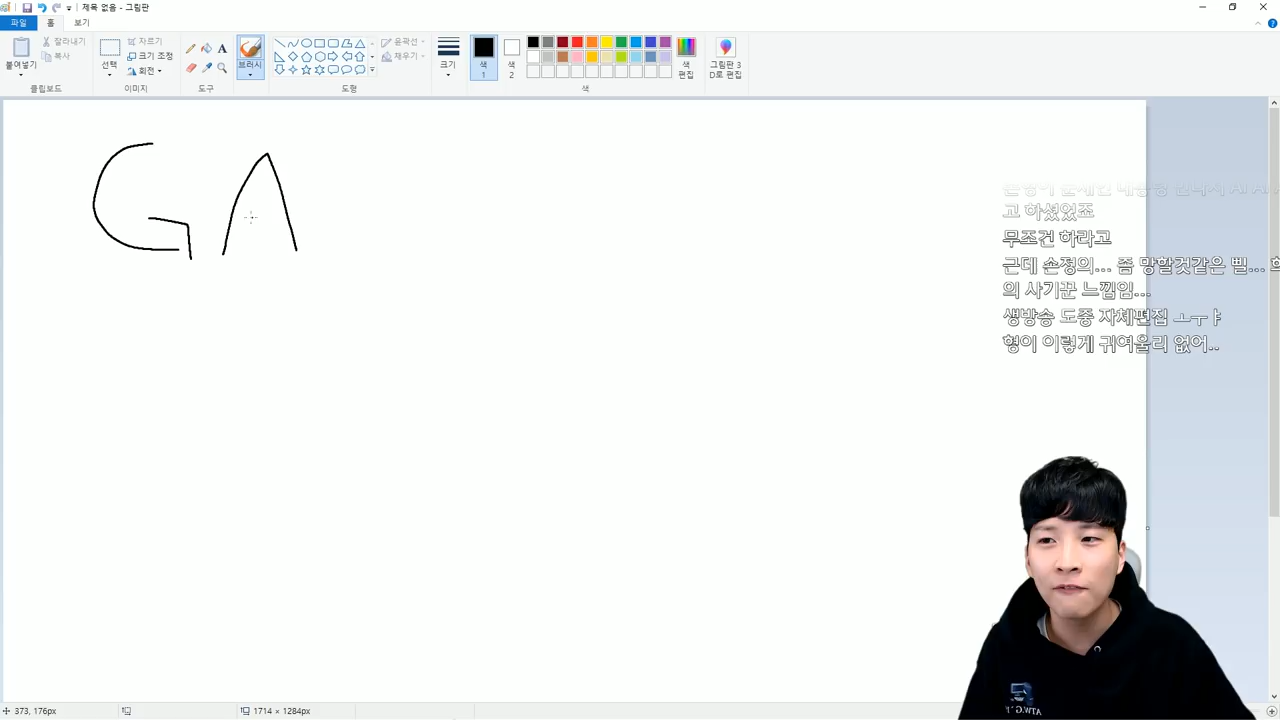 제목 없음 - 그림판
파일 홈 보기
붙여넣기
잘라내기
복사
클립보드
선택
자르기
크기 조정
회전
이미지
A
도구
브러시
윤곽선
채우기
도형
크기
색
1
색
2
색
편집
색
그림판 3
D로 편집
GA
고 하셨었죠
무조건 하라고
근데 손정의... 좀 망할것같은 삘...
의 사기꾼 느낌임...
생방송 도중 자체편집 ㅗㅜㅑ
형이 이렇게 귀여울리 없어..
373, 176px
1714 × 1284px